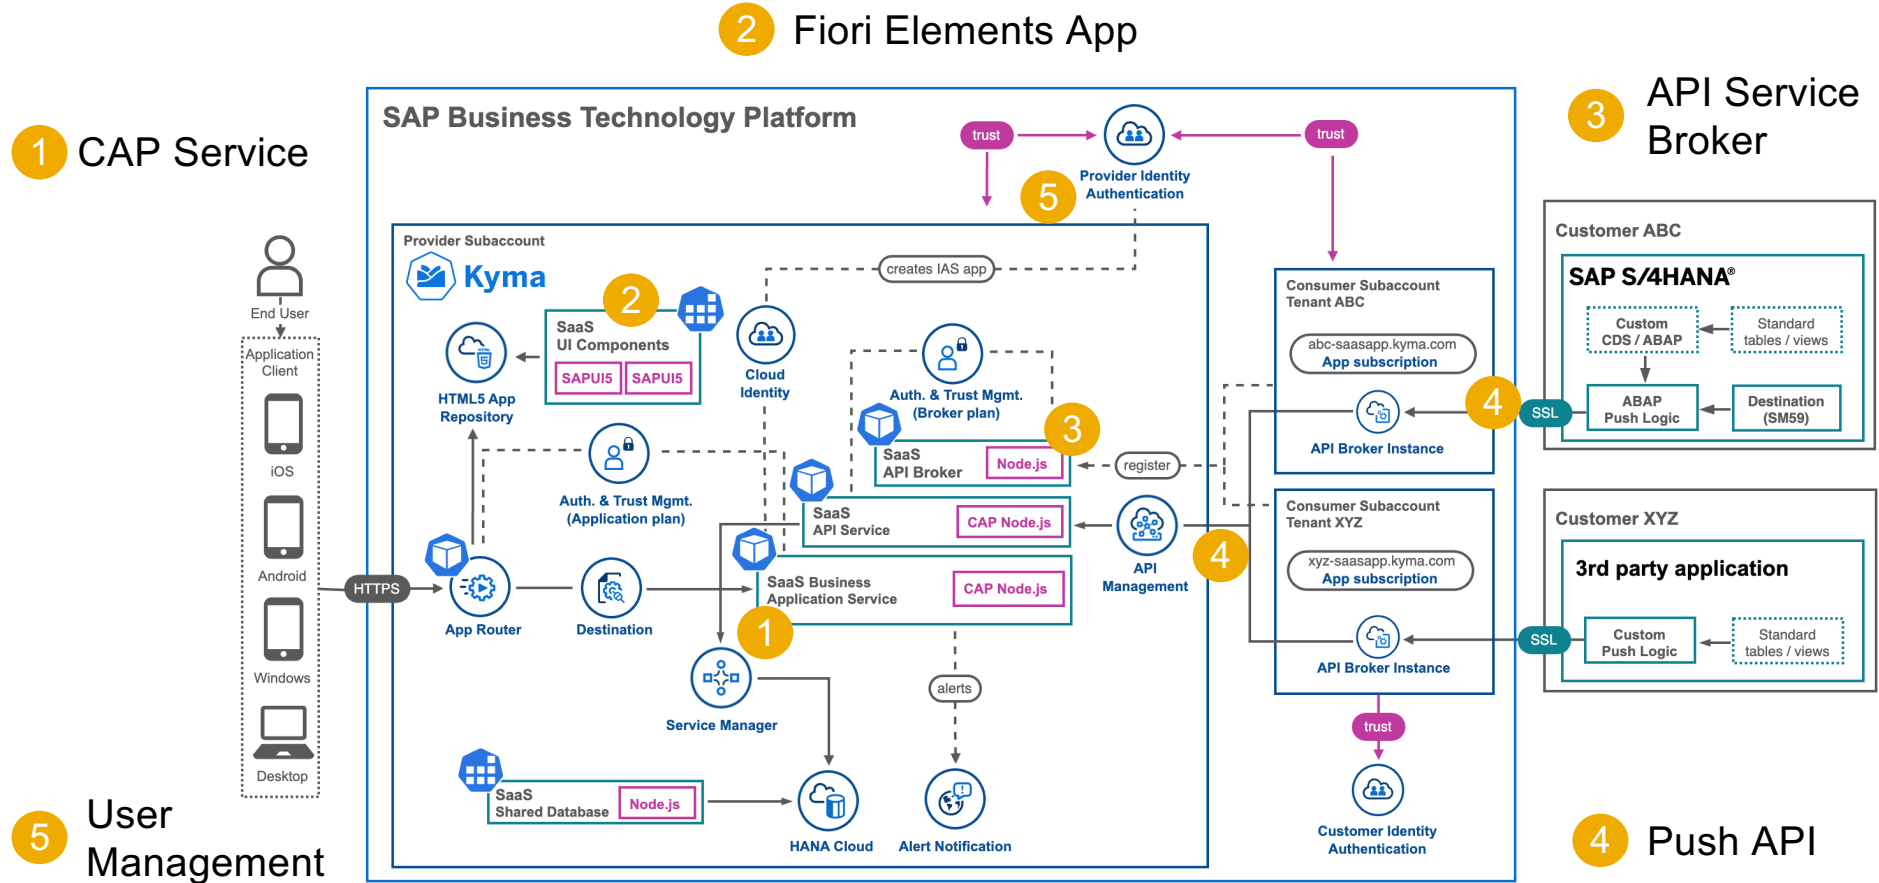 2 Fiori Elements App
1 CAP Service
3 API Service
Broker
SAP Business Technology Platform
trust
trust
Provider Identity
Authentication
5
Provider Subaccount
Kyma
creates IAS app
End User
Application
Client
iOS
Android
Windows
Desktop
HTTPS
2
SaaS
UI Components
SAPUI5
SAPUI5
HTML
5
HTML5 App
Repository
Cloud
Identity
Auth. & Trust Mgmt.
(Broker plan)
3
SaaS
API Broker
Node.js
register
Auth. & Trust Mgmt.
(Application plan)
SaaS
API Service
CAP Node.js
API
Management
4
App Router
Destination
SaaS Business
Application Service
CAP Node.js
1
Service Manager
alerts
SaaS
Shared Database
Node.js
HANA Cloud
Alert Notification
Consumer Subaccount
Tenant ABC
abc-saasapp.kyma.com
App subscription
API Broker Instance
4
SSL
Consumer Subaccount
Tenant XYZ
xyz-saasapp.kyma.com
App subscription
API Broker Instance
SSL
trust
Customer Identity
Authentication
Customer ABC
SAP S/4HANA®
Custom
CDS / ABAP
Standard
tables / views
ABAP
Push Logic
Destination
(SM59)
Customer XYZ
3rd party application
Custom
Push Logic
Standard
tables / views
5 User
Management
4 Push API